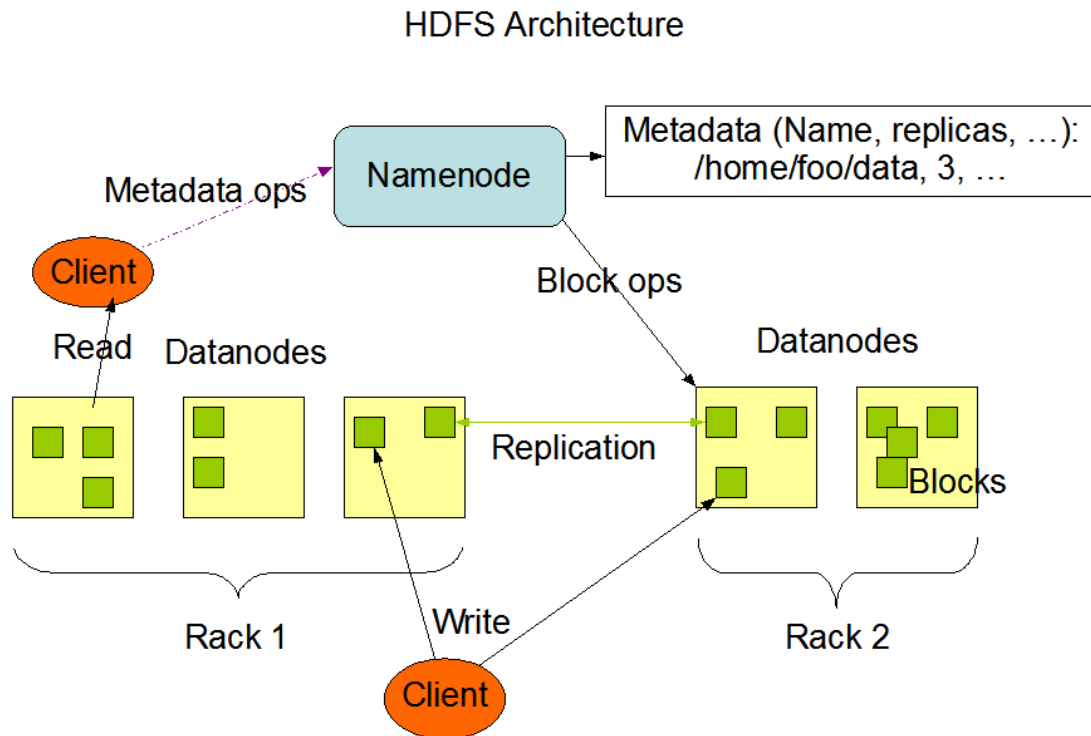 HDFS Architecture
Metadata (Name, replicas, …):
/home/foo/data, 3, …
Namenode
Metadata ops
Client
Block ops
Read
Datanodes
Datanodes
Replication
Blocks
Rack 1
Write
Rack 2
Client